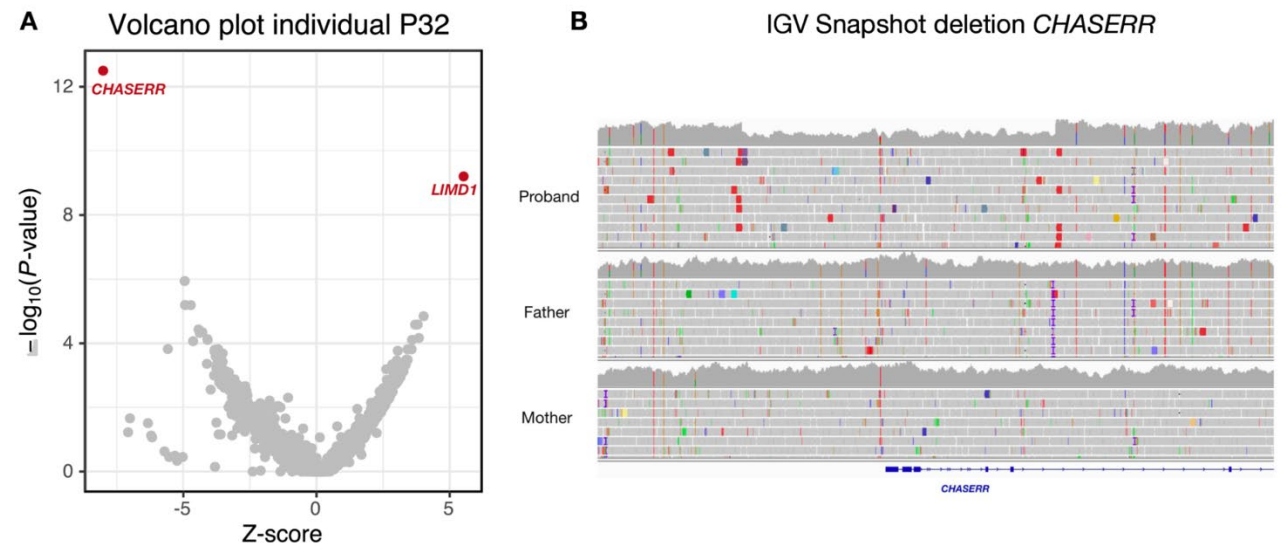 A
Volcano plot individual P32
12
8
4
0
-5
0
5
CHASERR
LIMD1
–log10(P-value)
Z-score
B
IGV Snapshot deletion CHASERR
Proband
Father
Mother
CHASERR